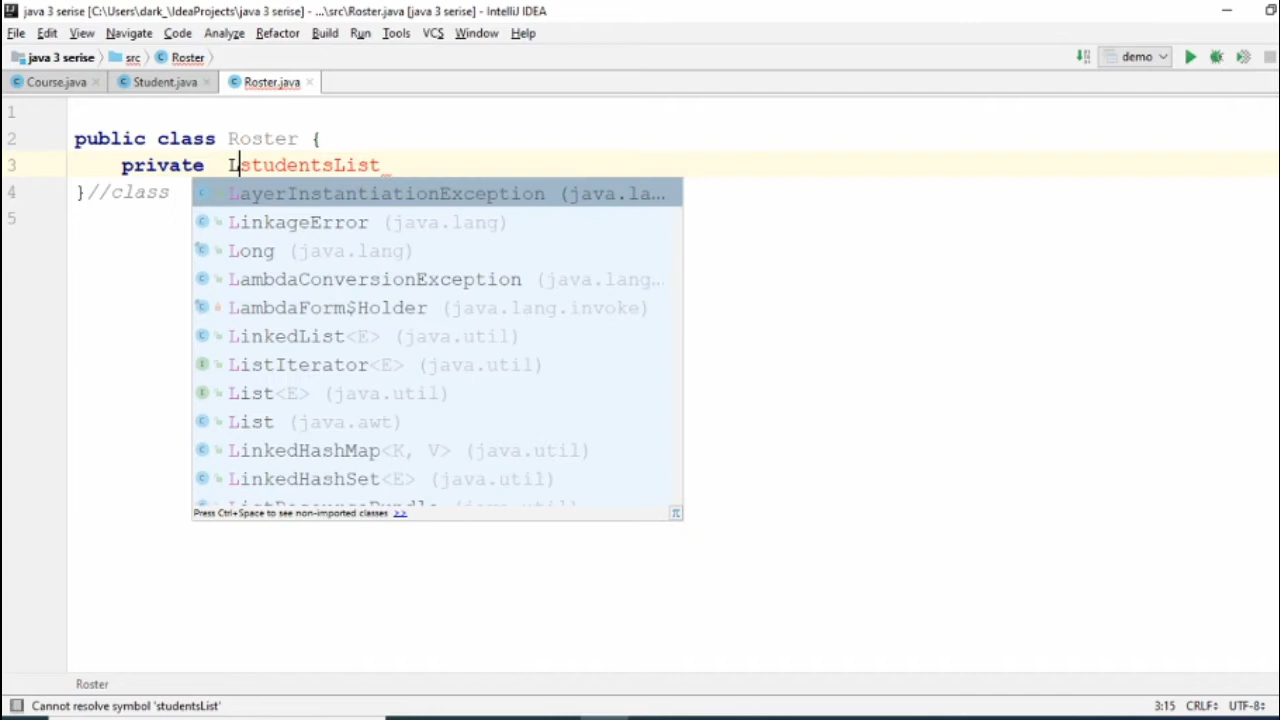 java 3 serise [C:\Users\dark_\IdeaProjects\java 3 serise] - ...\src\Roster.java [java 3 serise] - IntelliJ IDEA
File Edit View Navigate Code Analyze Refactor Build Run Tools VCS Window Help
java 3 serise src Roster demo
Course.java Student.java Roster.java
1
2 public class Roster {
3 private LstudentsList
4 }//class
5
LayerInstantiationException (java.la...
LinkageError (java.lang)
Long (java.lang)
LambdaConversionException (java.lang...
LambdaForm$Holder (java.lang.invoke)
LinkedList<E> (java.util)
ListIterator<E> (java.util)
List<E> (java.util)
List (java.awt)
LinkedHashMap<K, V> (java.util)
LinkedHashSet<E> (java.util)
ListResourceBundle (java.util)
Press Ctrl+Space to see non-imported classes >> π
Roster
Cannot resolve symbol 'studentsList' 3:15 CRLF UTF-8